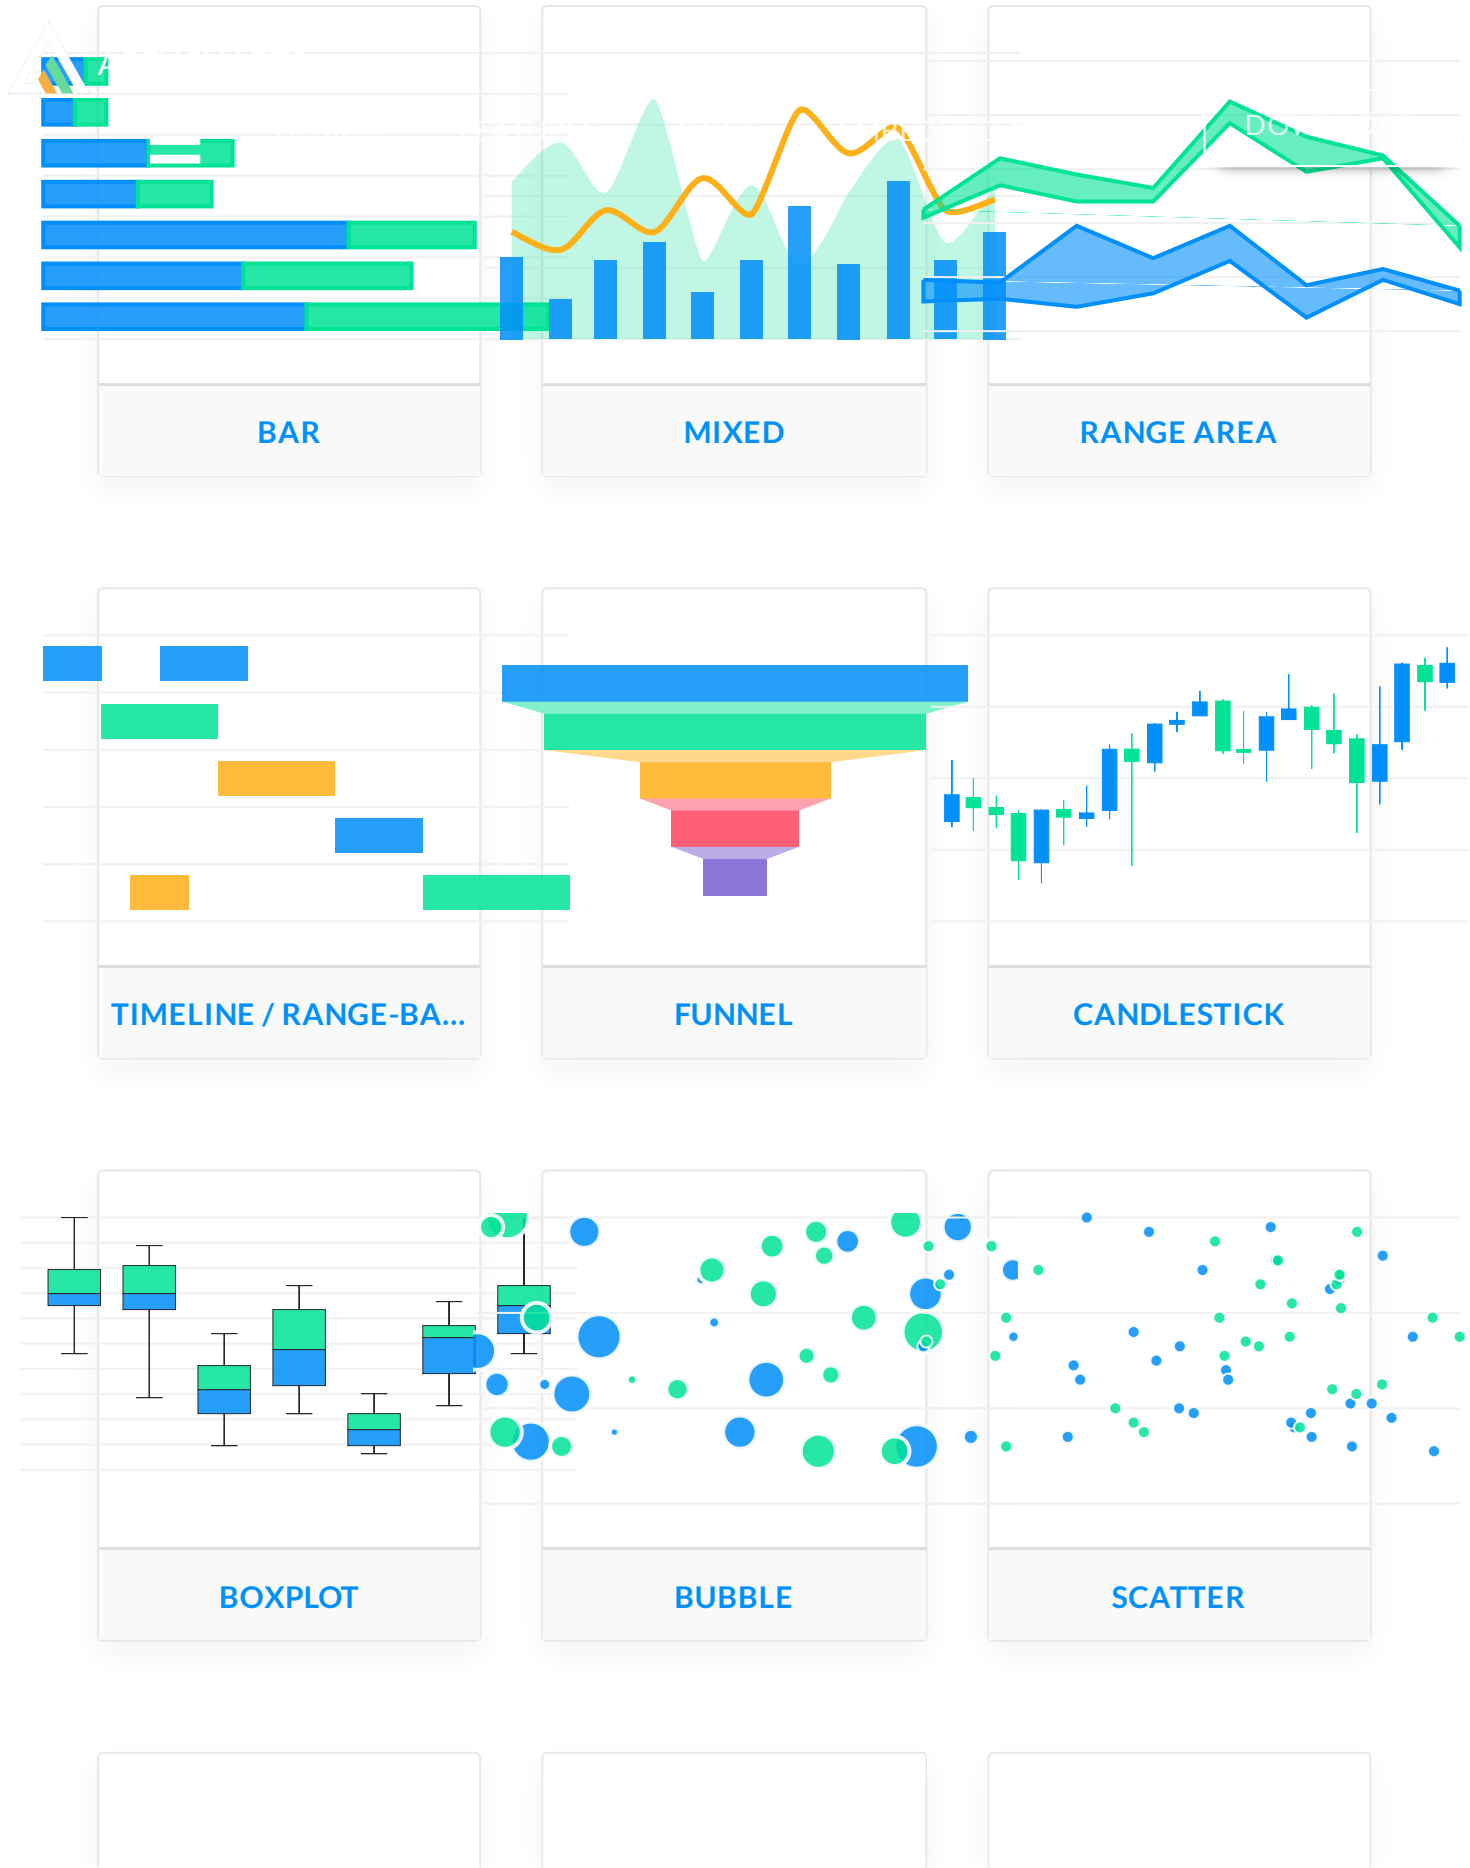 BAR
MIXED
RANGE AREA
TIMELINE / RANGE-BA...
FUNNEL
CANDLESTICK
BOXPLOT
BUBBLE
SCATTER